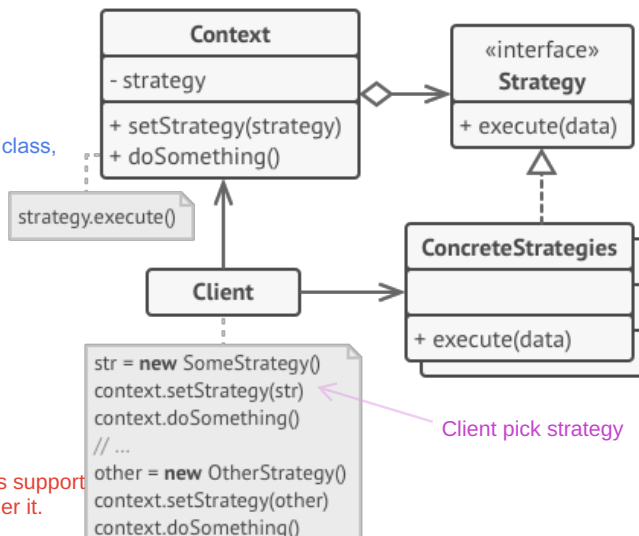 Context
- strategy
+ setStrategy(strategy)
+ doSomething()
«interface»
Strategy
+ execute(data)
class,
strategy.execute()
ConcreteStrategies
+ execute(data)
Client
str = new SomeStrategy()
context.setStrategy(str)
context.doSomething()
// ...
other = new OtherStrategy()
context.setStrategy(other)
context.doSomething()
Client pick strategy
s support
er it.